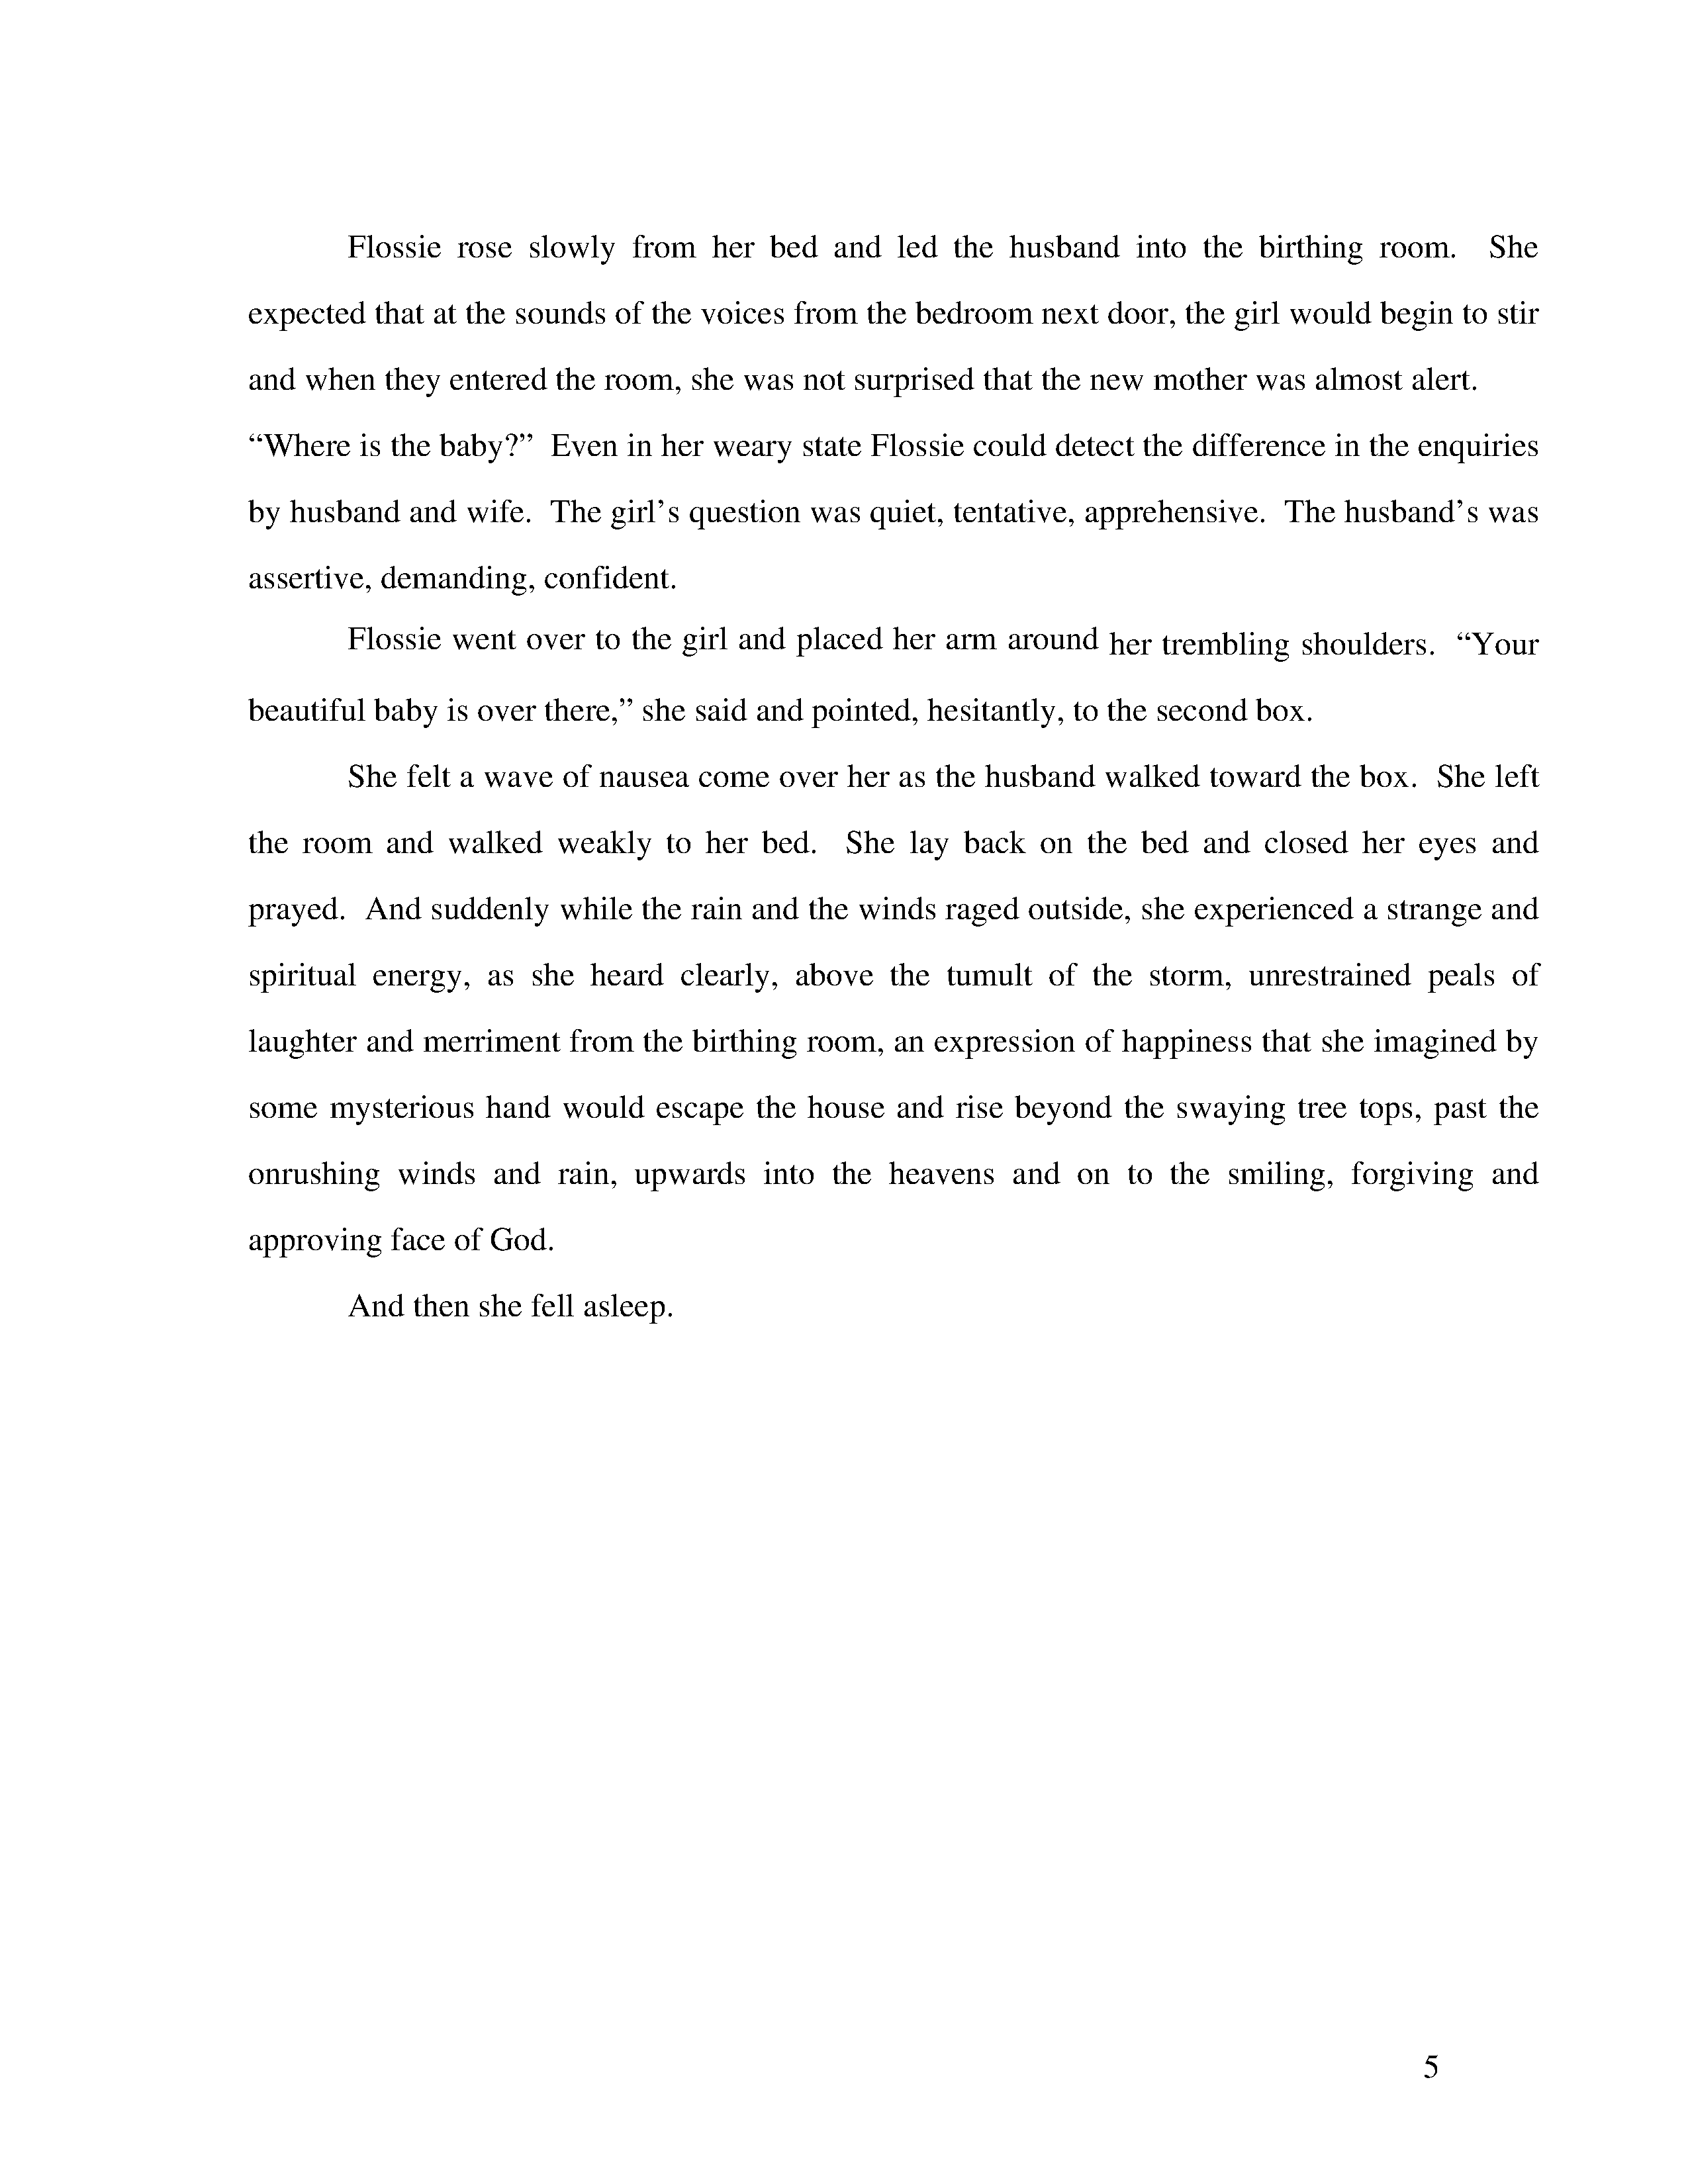 Flossie rose slowly from her bed and led the husband into the birthing room.  She
expected that at the sounds of the voices from the bedroom next door, the girl would begin to stir
and when they entered the room, she was not surprised that the new mother was almost alert.
“Where is the baby?”  Even in her weary state Flossie could detect the difference in the enquiries
by husband and wife.  The girl’s question was quiet, tentative, apprehensive.  The husband’s was
assertive, demanding, confident.
Flossie went over to the girl and placed her arm around her trembling shoulders.  “Your
beautiful baby is over there,” she said and pointed, hesitantly, to the second box.
She felt a wave of nausea come over her as the husband walked toward the box.  She left
the room and walked weakly to her bed.  She lay back on the bed and closed her eyes and
prayed.  And suddenly while the rain and the winds raged outside, she experienced a strange and
spiritual energy, as she heard clearly, above the tumult of the storm, unrestrained peals of
laughter and merriment from the birthing room, an expression of happiness that she imagined by
some mysterious hand would escape the house and rise beyond the swaying tree tops, past the
onrushing winds and rain, upwards into the heavens and on to the smiling, forgiving and
approving face of God.
And then she fell asleep.
5